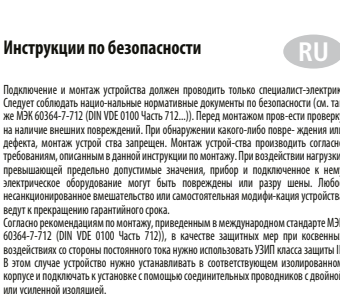 Инструкции по безопасности
RU
Подключение и монтаж устройства должен проводить только специалист-электрик
Следует соблюдать нацио-нальные нормативные документы по безопасности (см. так
же МЭК 60364-7-712 (DIN VDE 0100 Часть 712...)). Перед монтажом пров-ести проверку
на наличие внешних повреждений. При обнаружении какого-либо повре- ждения или
дефекта, монтаж устрой ства запрещен. Монтаж устрой-ства производить согласно
требованиям, описанным в данной инструкции по монтажу. При воздействии нагрузки,
превышающей предельно допустимые значения, прибор и подключенное к нему
электрическое оборудование могут быть повреждены или разру шены. Любое
несанкционированное вмешательство или самостоятельная модифи-кация устройства
ведут к прекращению гарантийного срока.
Согласно рекомендациям по монтажу, приведенным в международном стандарте МЭК
60364-7-712 (DIN VDE 0100 Часть 712)), в качестве защитных мер при косвенных
воздействиях со стороны постоянного тока нужно использовать УЗИП класса защиты II.
В этом случае устройство нужно устанавливать в соответствующем изолированном
корпусе и подключать к установке с помощью соединительных проводников с двойной
или усиленной изоляцией.